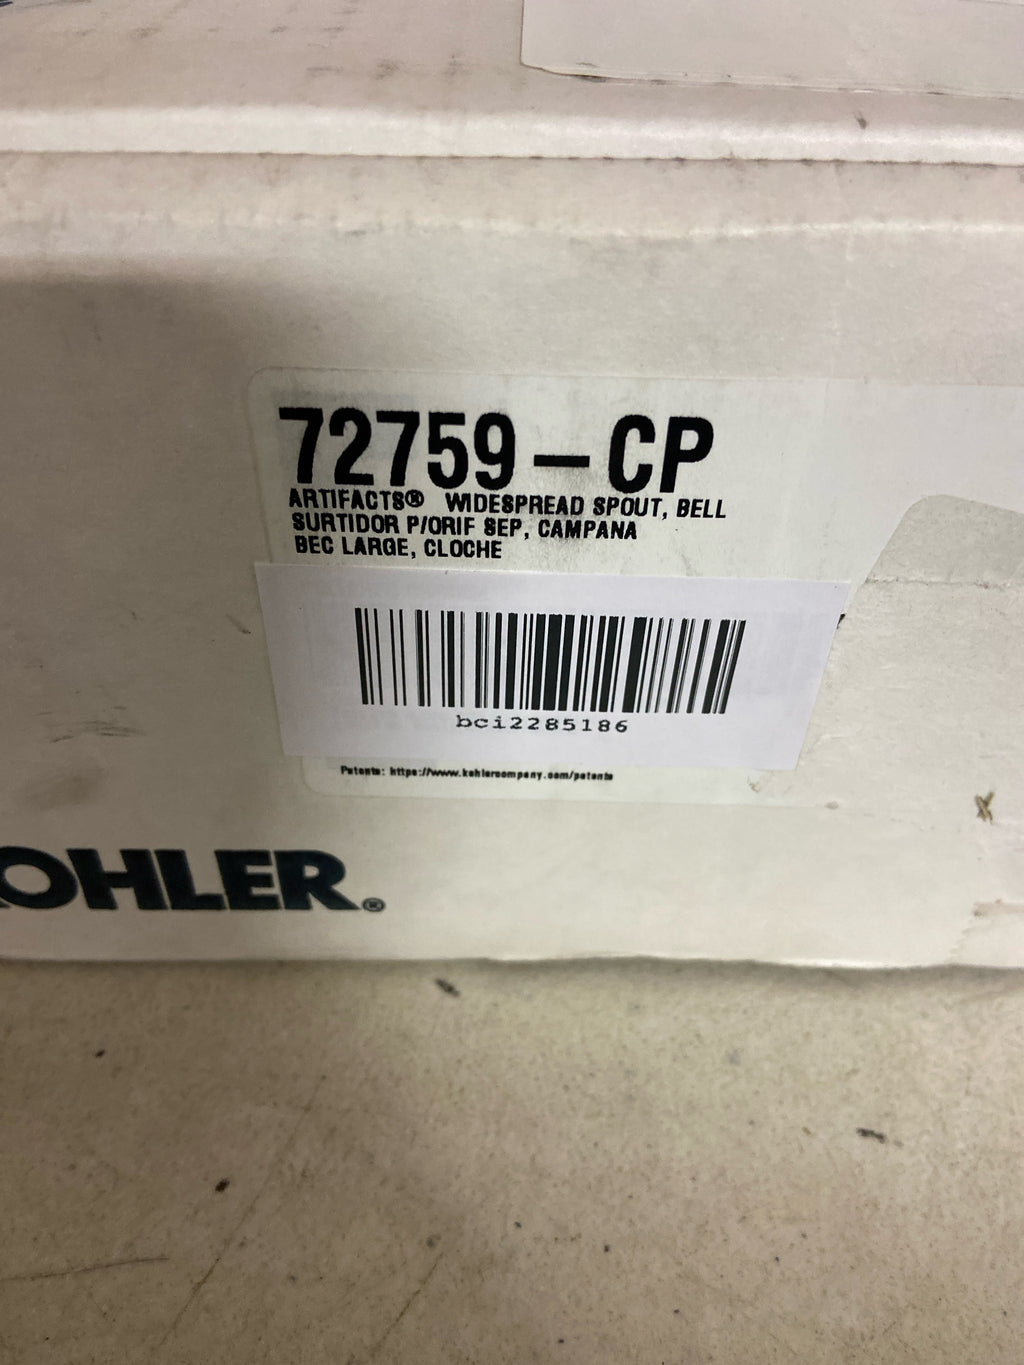 72759-CP
ARTIFACTS® WIDESPREAD SPOUT, BELL
SURTIDOR P/ORIF SEP, CAMPANA
BEC LARGE, CLOCHE
bci2285186
Patents: https://www.kohlercompany.com/patents
KOHLER®